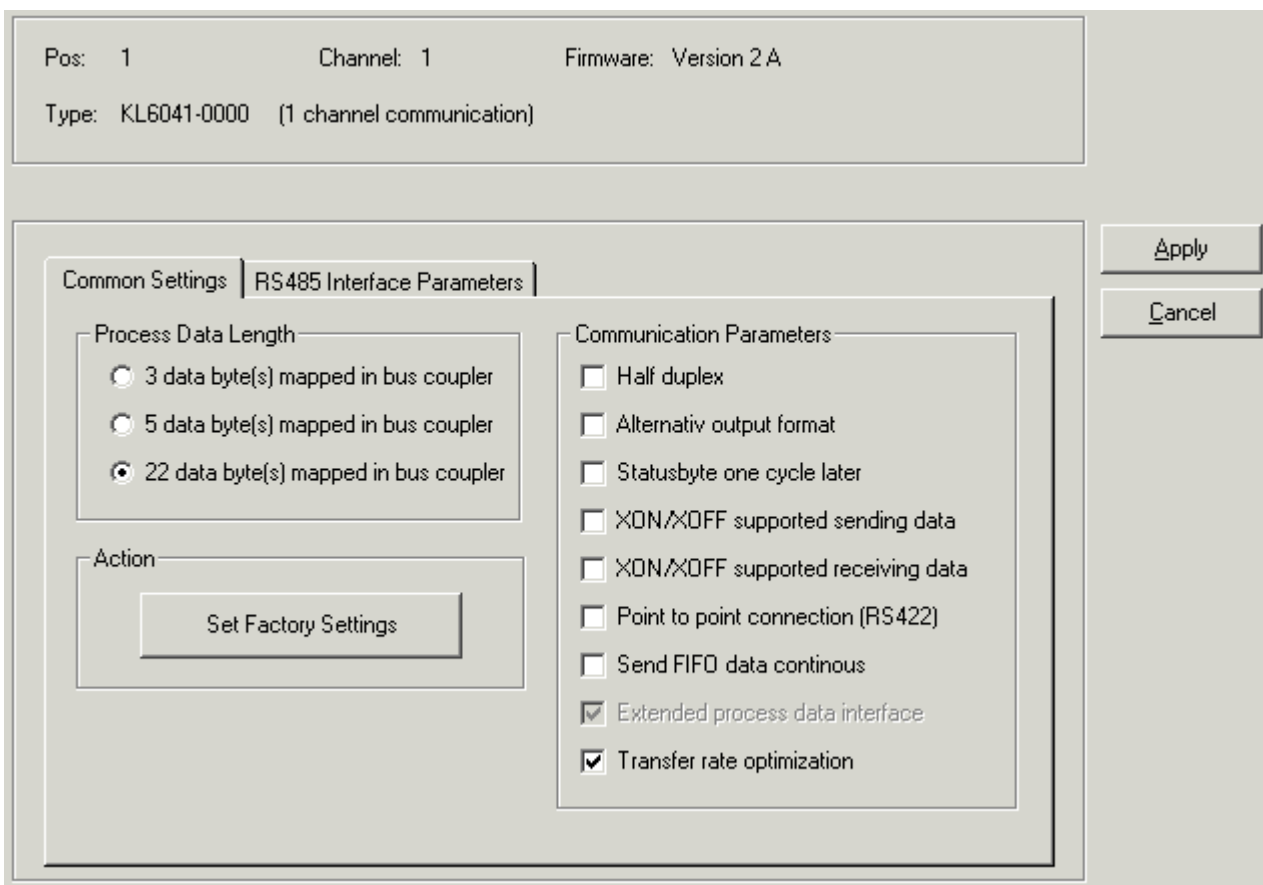 Pos: 1 Channel: 1 Firmware: Version 2A
Type: KL6041-0000 (1 channel communication)
Apply
Cancel
Common Settings RS485 Interface Parameters
Process Data Length
3 data byte(s) mapped in bus coupler
5 data byte(s) mapped in bus coupler
22 data byte(s) mapped in bus coupler
Action
Set Factory Settings
Communication Parameters
Half duplex
Alternativ output format
Statusbyte one cycle later
XON/XOFF supported sending data
XON/XOFF supported receiving data
Point to point connection (RS422)
Send FIFO data continous
Extended process data interface
Transfer rate optimization